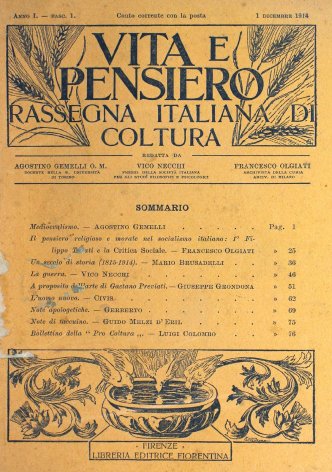 ANNO I. - FASC. 1. Conto corrente con la posta 1 DICEMBRE 1914
VITA E
PENSIERO
RASSEGNA ITALIANA DI
COLTURA
REDATTA DA
AGOSTINO GEMELLI O. M. VICO NECCHI FRANCESCO OLGIATI
DOCENTE NELLA R. UNIVERSITÀ PRESID. DELLA SOCIETÀ ITALIANA ARCHIVISTA DELLA CURIA
DI TORINO PER GLI STUDI FILOSOFICI E PSICOLOGICI ARCIV. DI MILANO
SOMMARIO
Medioevalismo. — AGOSTINO GEMELLI Pag. 1
Il pensiero religioso e morale nel socialismo italiano: 1° Fi-
lippo Turati e la Critica Sociale. — FRANCESCO OLGIATI » 25
Un secolo di storia (1815-1914). — MARIO BRUSADELLI » 36
La guerra. — VICO NECCHI » 46
A proposito dell'arte di Gaetano Previati. — GIUSEPPE GRONDONA » 51
L'uomo nuovo. — CIVIS » 62
Note apologetiche. — GERBERTO » 69
Note di taccuino. — GUIDO MELZI D'ERIL » 75
Bollettino della " Pro Coltura „. — LUIGI COLOMBO » 76
- FIRENZE -
LIBRERIA EDITRICE FIORENTINA